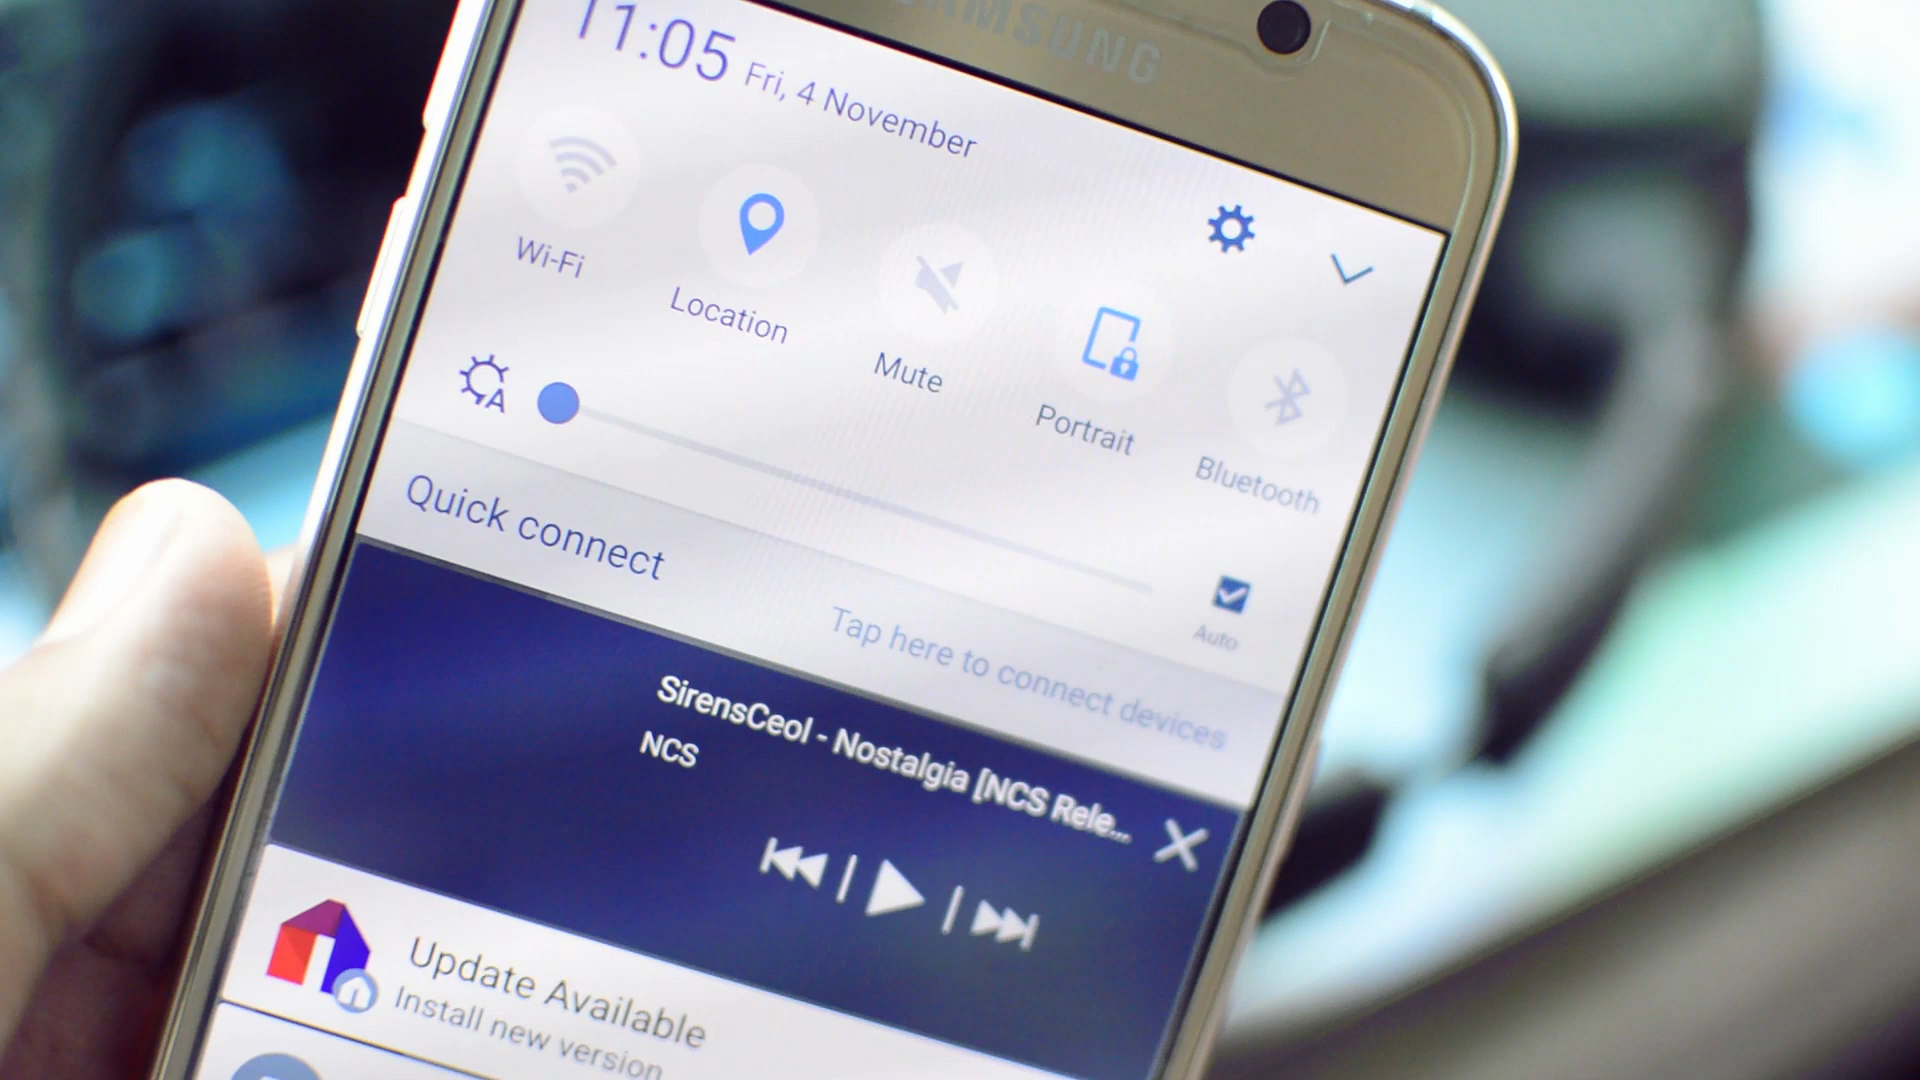 SAMSUNG
11:05 Fri, 4 November
Wi-Fi
Location
Mute
Portrait
Bluetooth
A
Auto
Quick connect
Tap here to connect devices
SirensCeol - Nostalgia [NCS Rele...
NCS
Update Available
Install new version